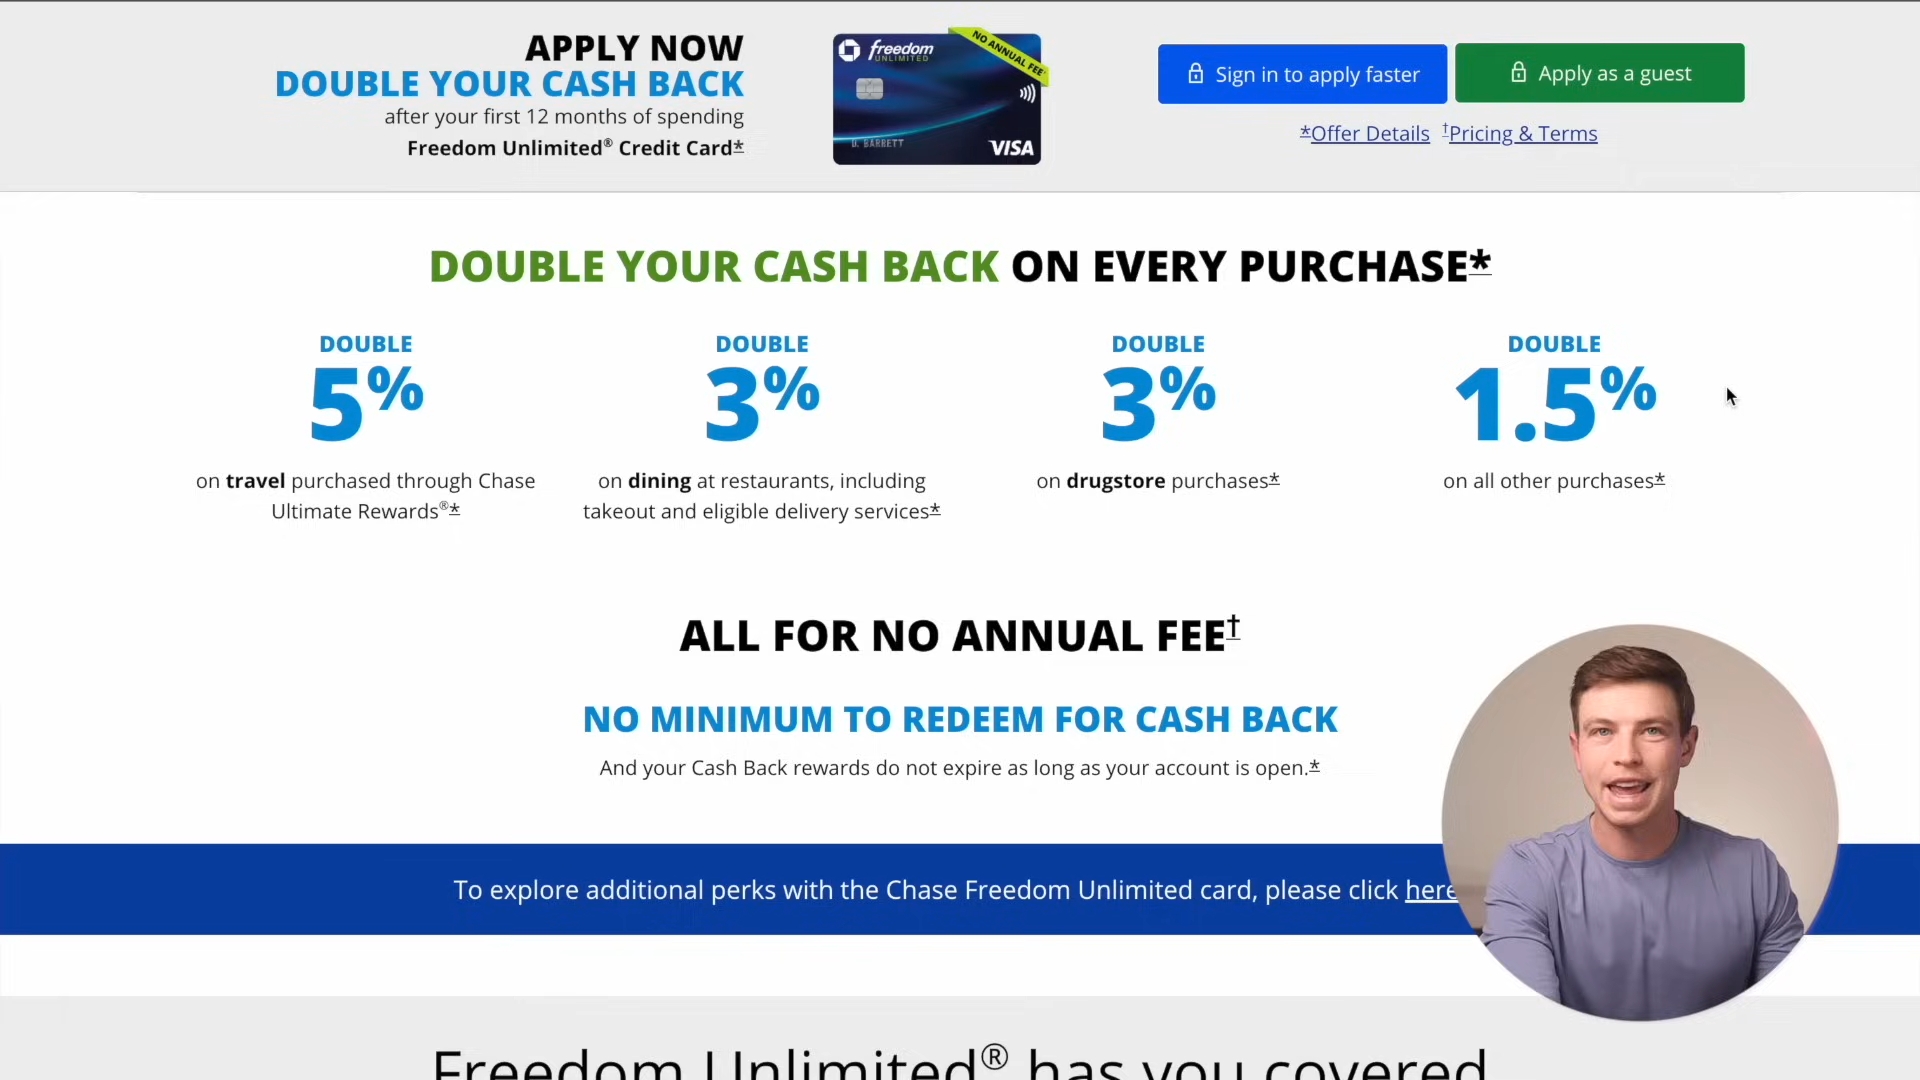 APPLY NOW
DOUBLE YOUR CASH BACK
after your first 12 months of spending
Freedom Unlimited® Credit Card*
freedom
UNLIMITED
NO ANNUAL FEE†
D. BARRETT
VISA
Sign in to apply faster
Apply as a guest
*Offer Details †Pricing & Terms
DOUBLE YOUR CASH BACK ON EVERY PURCHASE*
DOUBLE
5%
on travel purchased through Chase
Ultimate Rewards®*
DOUBLE
3%
on dining at restaurants, including
takeout and eligible delivery services*
DOUBLE
3%
on drugstore purchases*
DOUBLE
1.5%
on all other purchases*
ALL FOR NO ANNUAL FEE†
NO MINIMUM TO REDEEM FOR CASH BACK
And your Cash Back rewards do not expire as long as your account is open.*
To explore additional perks with the Chase Freedom Unlimited card, please click here
Freedom Unlimited® has you covered